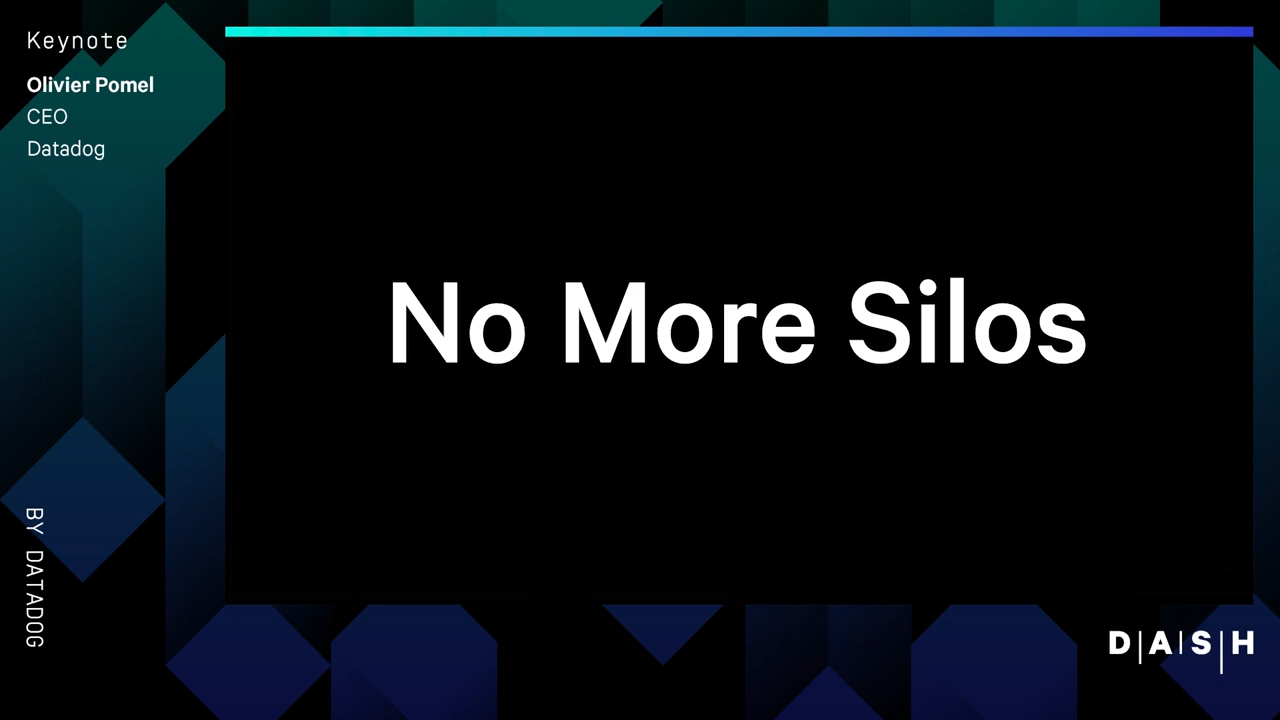 Keynote
Olivier Pomel
CEO
Datadog
No More Silos
BY DATADOG
D|A|S|H